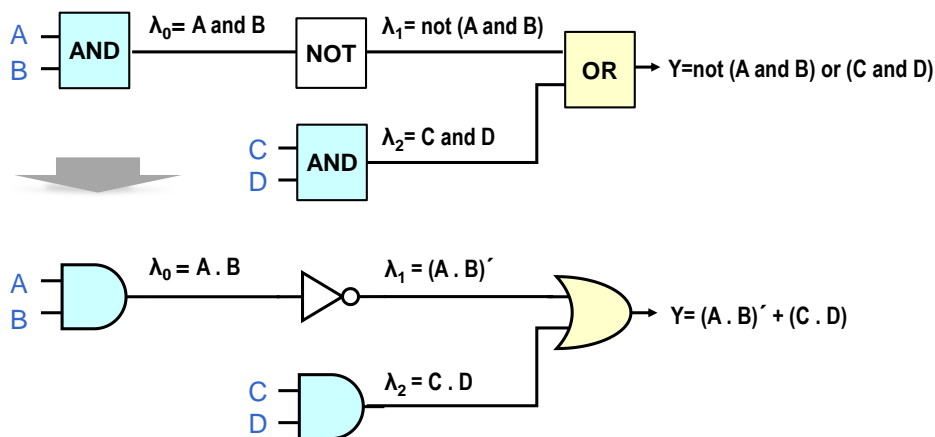 A
B
AND
λ₀= A and B
NOT
λ₁= not (A and B)
OR
Y=not (A and B) or (C and D)
C
D
AND
λ₂= C and D
A
B
λ₀ = A . B
λ₁ = (A . B)´
Y= (A . B)´ + (C . D)
C
D
λ₂ = C . D